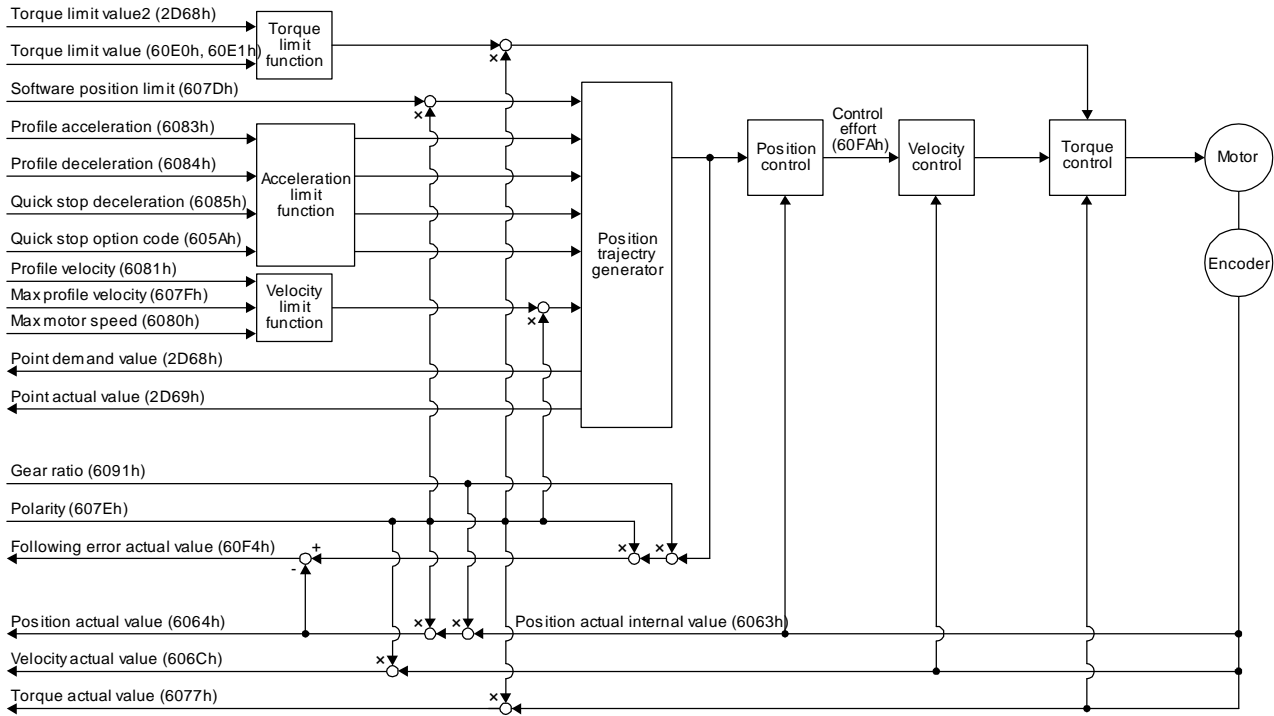 Torque limit value2 (2D68h)
Torque limit value (60E0h, 60E1h)
Torque
limit
function
×
Software position limit (607Dh)
×
Profile acceleration (6083h)
Profile deceleration (6084h)
Quick stop deceleration (6085h)
Quick stop option code (605Ah)
Acceleration
limit
function
Profile velocity (6081h)
Max profile velocity (607Fh)
Max motor speed (6080h)
Velocity
limit
function
×
Position
trajectry
generator
Position
control
Control
effort
(60FAh)
Velocity
control
Torque
control
Motor
Encoder
Point demand value (2D68h)
Point actual value (2D69h)
Gear ratio (6091h)
Polarity (607Eh)
Following error actual value (60F4h)
+
-
×
×
Position actual value (6064h)
×
×
Position actual internal value (6063h)
Velocity actual value (606Ch)
×
Torque actual value (6077h)
×